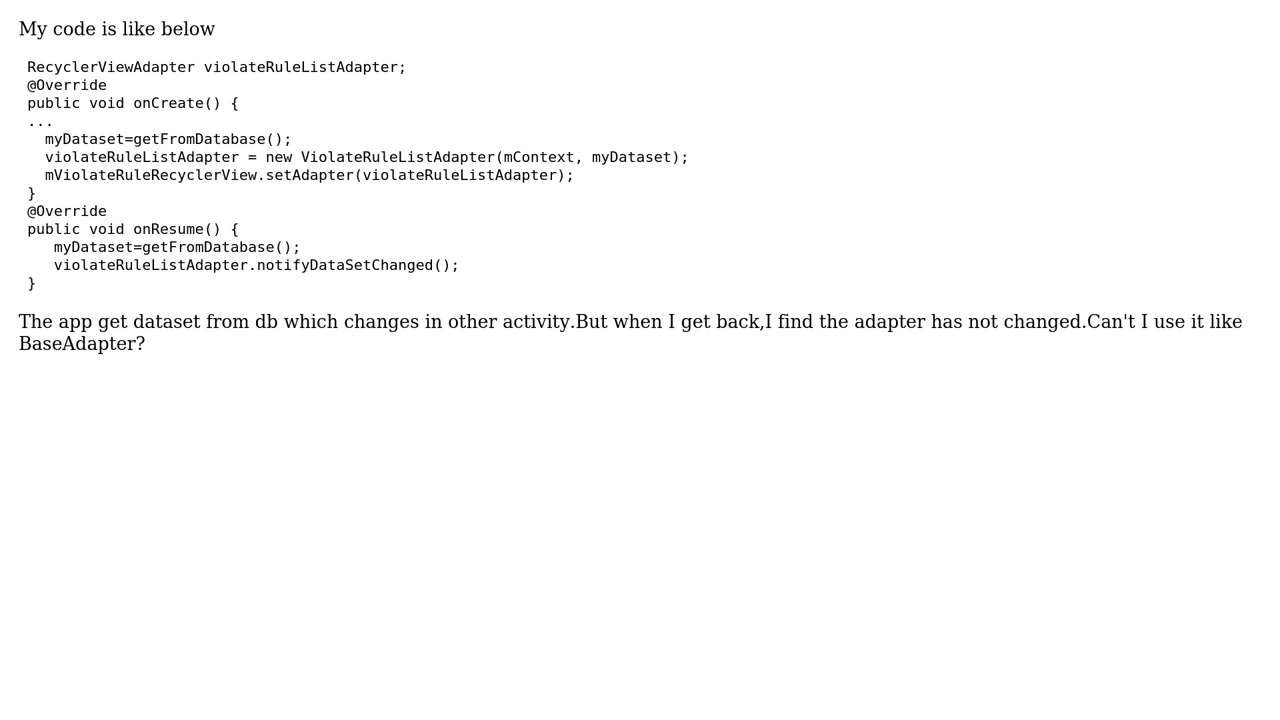 My code is like below
RecyclerViewAdapter violateRuleListAdapter;
@Override
public void onCreate() {
...
myDataset=getFromDatabase();
violateRuleListAdapter = new ViolateRuleListAdapter(mContext, myDataset);
mViolateRuleRecyclerView.setAdapter(violateRuleListAdapter);
}
@Override
public void onResume() {
myDataset=getFromDatabase();
violateRuleListAdapter.notifyDataSetChanged();
}
The app get dataset from db which changes in other activity.But when I get back,I find the adapter has not changed.Can't I use it like
BaseAdapter?